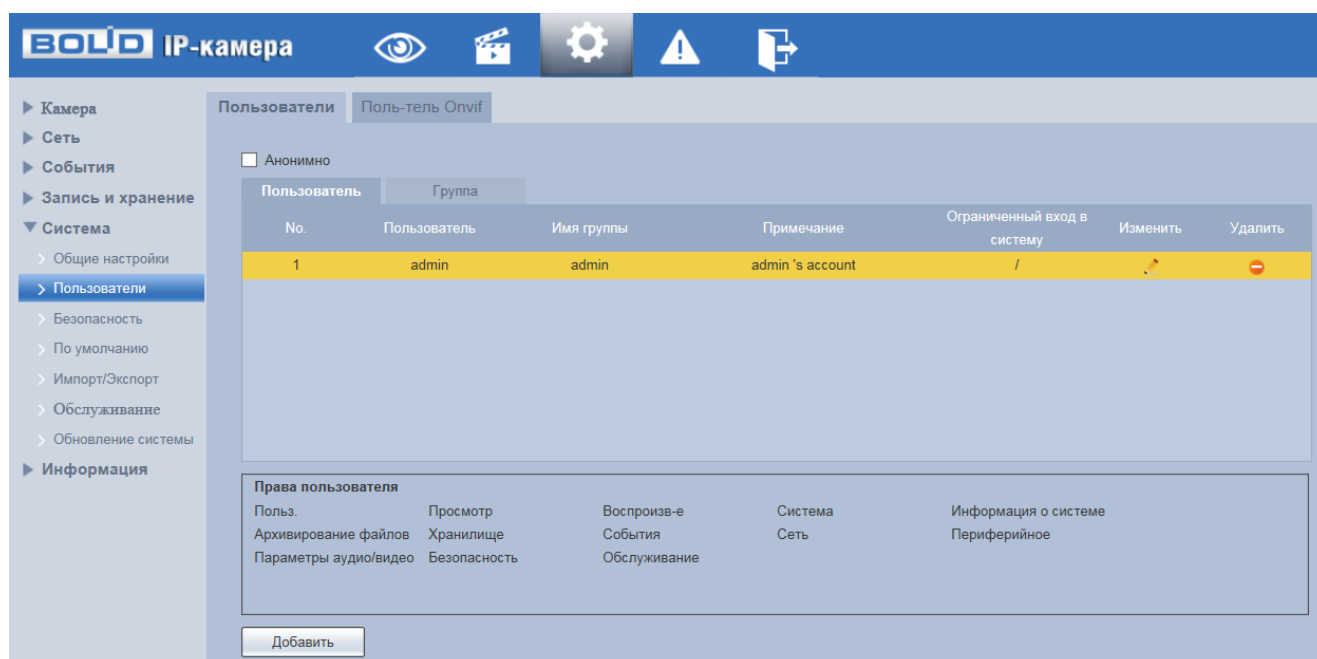 BOLID IP-камера
Камера
Сеть
События
Запись и хранение
Система
Общие настройки
Пользователи
Безопасность
По умолчанию
Импорт/Экспорт
Обслуживание
Обновление системы
Информация
Пользователи Поль-тель Onvif
Анонимно
Пользователь Группа
No. Пользователь Имя группы Примечание Ограниченный вход в систему Изменить Удалить
1 admin admin admin 's account /
Права пользователя
Польз. Просмотр Воспроизв-е Система Информация о системе
Архивирование файлов Хранилище События Сеть Периферийное
Параметры аудио/видео Безопасность Обслуживание
Добавить